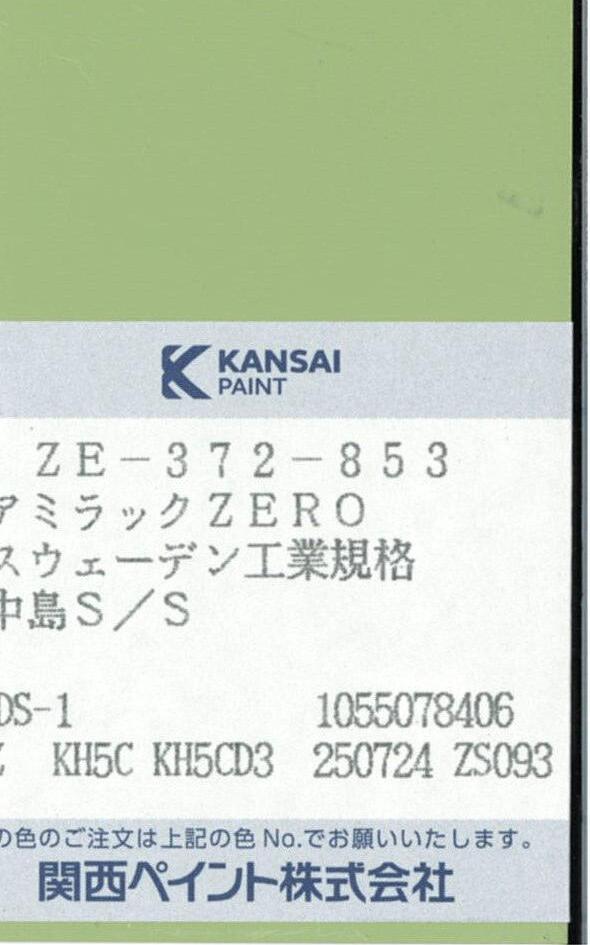 KANSAI
PAINT
ZE－372－853
アミラックZERO
スウェーデン工業規格
中島S／S
DS-1 1055078406
Z KH5C KH5CD3 250724 ZS093
の色のご注文は上記の色 No.でお願いいたします。
関西ペイント株式会社